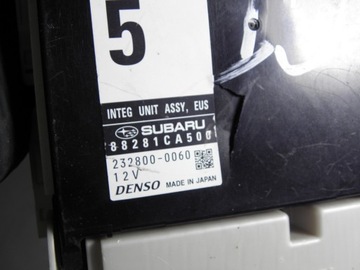 5
INTEG UNIT ASSY, EUS
SUBARU
88281CA500
232800-0060
12V
DENSO MADE IN JAPAN